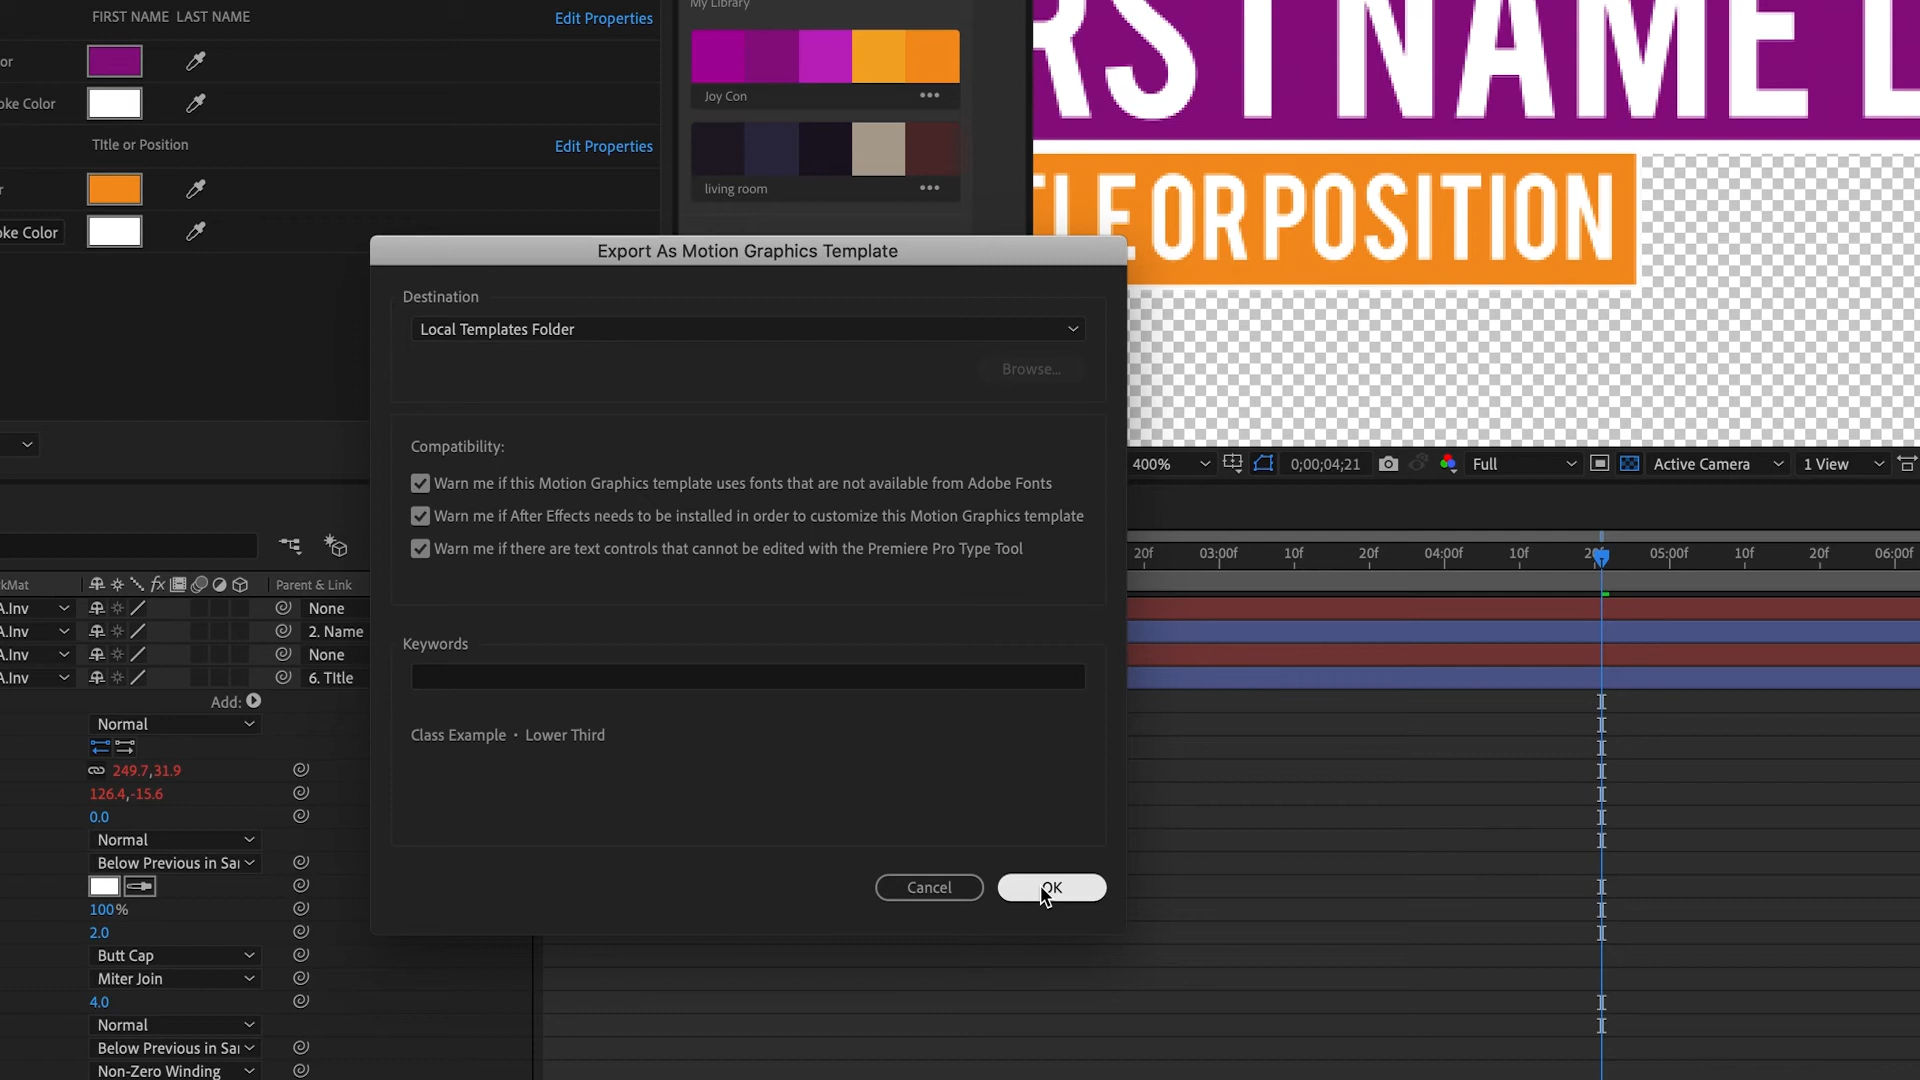 FIRST NAME LAST NAME
Edit Properties
My Library
or
oke Color
Joy Con
TItle or Position
Edit Properties
living room
r
oke Color
RST NAME L
TLE OR POSITION
Export As Motion Graphics Template
Destination
Local Templates Folder
Browse...
Compatibility:
Warn me if this Motion Graphics template uses fonts that are not available from Adobe Fonts
Warn me if After Effects needs to be installed in order to customize this Motion Graphics template
Warn me if there are text controls that cannot be edited with the Premiere Pro Type Tool
Keywords
Class Example • Lower Third
Cancel
OK
400%
0;00;04;21
Full
Active Camera
1 View
20f 03:00f 10f 20f 04:00f 10f 20f 05:00f 10f 20f 06:00f
kMat
fx
Parent & Link
A.Inv None
A.Inv 2. Name
A.Inv None
A.Inv 6. TItle
Add:
Normal
249.7,31.9
126.4,-15.6
0.0
Normal
Below Previous in Sa
100%
2.0
Butt Cap
Miter Join
4.0
Normal
Below Previous in Sa
Non-Zero Winding